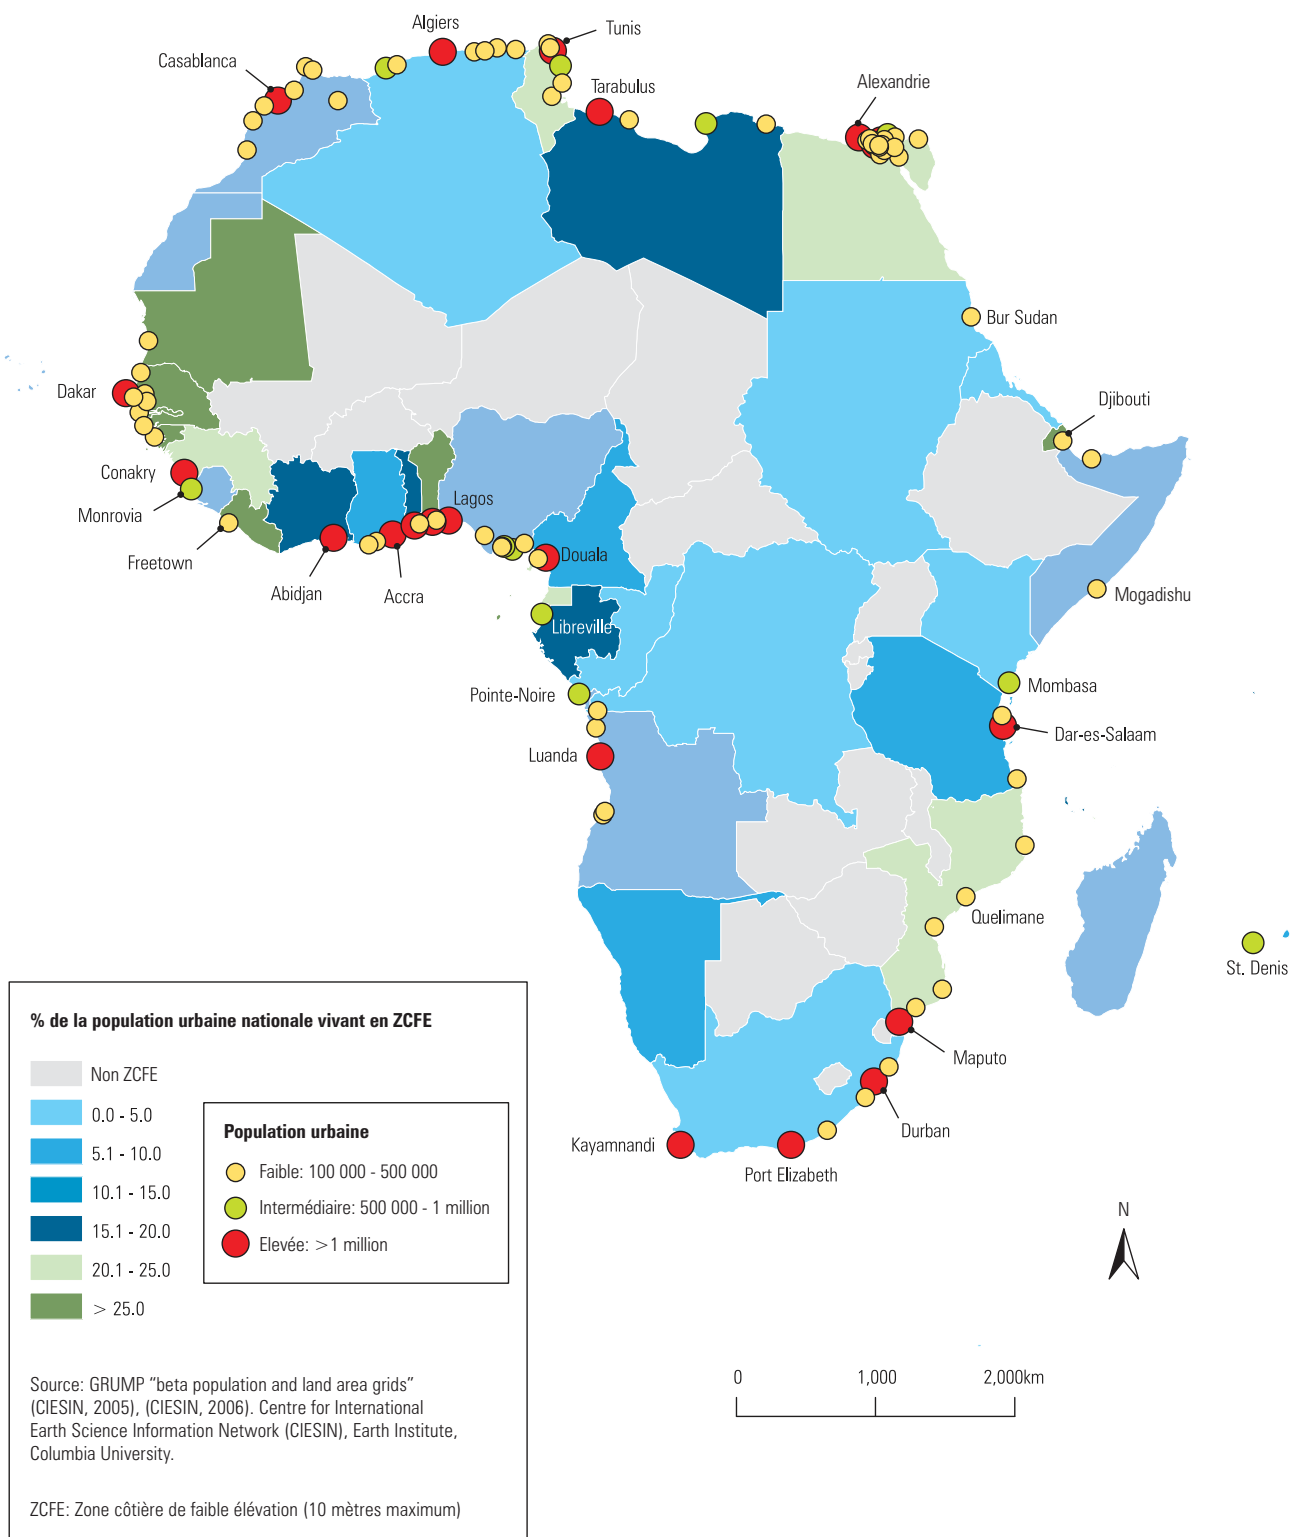 Algiers
Tunis
Casablanca
Tarabulus
Alexandrie
Bur Sudan
Dakar
Djibouti
Conakry
Lagos
Monrovia
Freetown
Douala
Abidjan
Accra
Mogadishu
Libreville
Pointe-Noire
Mombasa
Luanda
Dar-es-Salaam
Quelimane
St. Denis
Maputo
Durban
Kayamnandi
Port Elizabeth
% de la population urbaine nationale vivant en ZCFE
Non ZCFE
0.0 - 5.0
5.1 - 10.0
10.1 - 15.0
15.1 - 20.0
20.1 - 25.0
> 25.0
Population urbaine
Faible: 100 000 - 500 000
Intermédiaire: 500 000 - 1 million
Elevée: >1 million
N
0 1,000 2,000km
Source: GRUMP “beta population and land area grids”
(CIESIN, 2005), (CIESIN, 2006). Centre for International
Earth Science Information Network (CIESIN), Earth Institute,
Columbia University.
ZCFE: Zone côtière de faible élévation (10 mètres maximum)